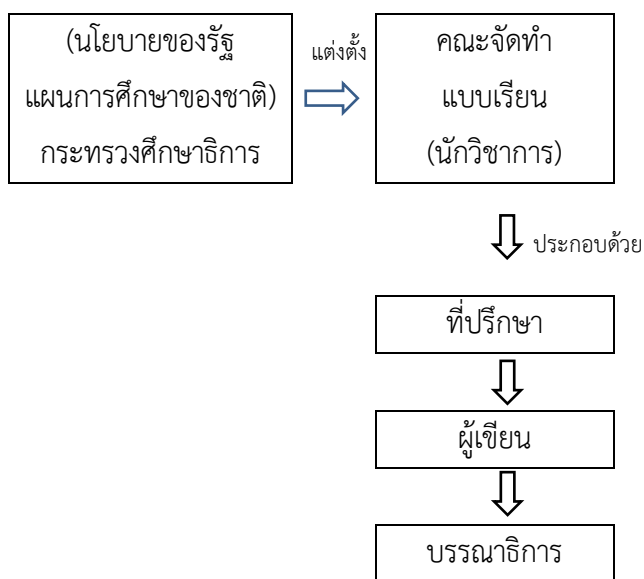 (นโยบายของรัฐ
แผนการศึกษาของชาติ)
กระทรวงศึกษาธิการ
แต่งตั้ง
คณะจัดทำ
แบบเรียน
(นักวิชาการ)
ประกอบด้วย
ที่ปรึกษา
ผู้เขียน
บรรณาธิการ